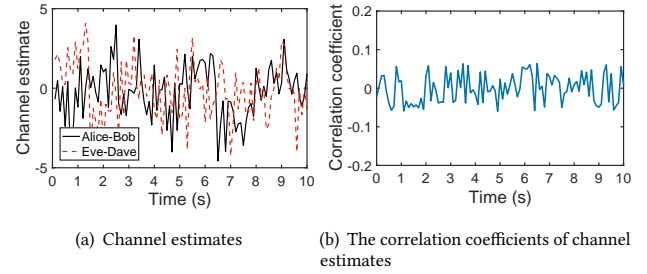 5
0
-5
Channel estimate
Alice-Bob
Eve-Dave
0 1 2 3 4 5 6 7 8 9 10
Time (s)
(a) Channel estimates
0.2
0.1
0
-0.1
-0.2
Correlation coefficient
0 1 2 3 4 5 6 7 8 9 10
Time (s)
(b) The correlation coefficients of channel
estimates